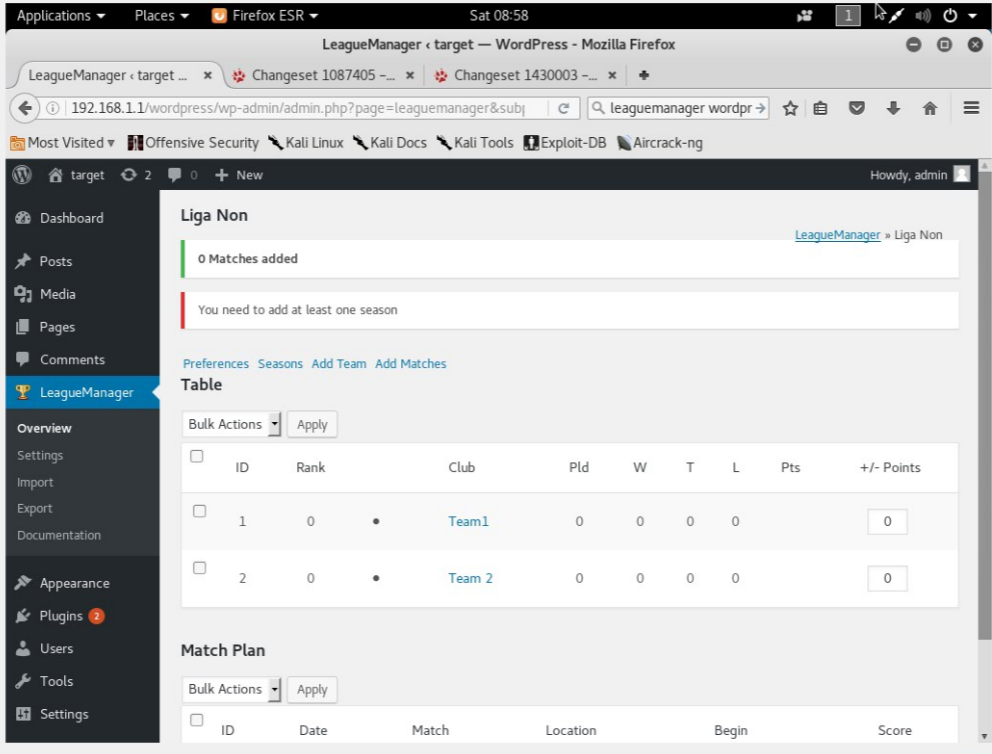 Applications Places Firefox ESR Sat 08:58 1
LeagueManager ‹ target — WordPress - Mozilla Firefox
LeagueManager ‹ target ... Changeset 1087405 –... Changeset 1430003 –...
192.168.1.1/wordpress/wp-admin/admin.php?page=leaguemanager&subp leaguemanager wordpr
Most Visited Offensive Security Kali Linux Kali Docs Kali Tools Exploit-DB Aircrack-ng
target 2 0 + New Howdy, admin
Dashboard
Posts
Media
Pages
Comments
LeagueManager
Overview
Settings
Import
Export
Documentation
Appearance
Plugins 2
Users
Tools
Settings
Liga Non
LeagueManager » Liga Non
0 Matches added
You need to add at least one season
Preferences Seasons Add Team Add Matches
Table
Bulk Actions Apply
ID Rank Club Pld W T L Pts +/- Points
1 0 • Team1 0 0 0 0 0
2 0 • Team 2 0 0 0 0 0
Match Plan
Bulk Actions Apply
ID Date Match Location Begin Score